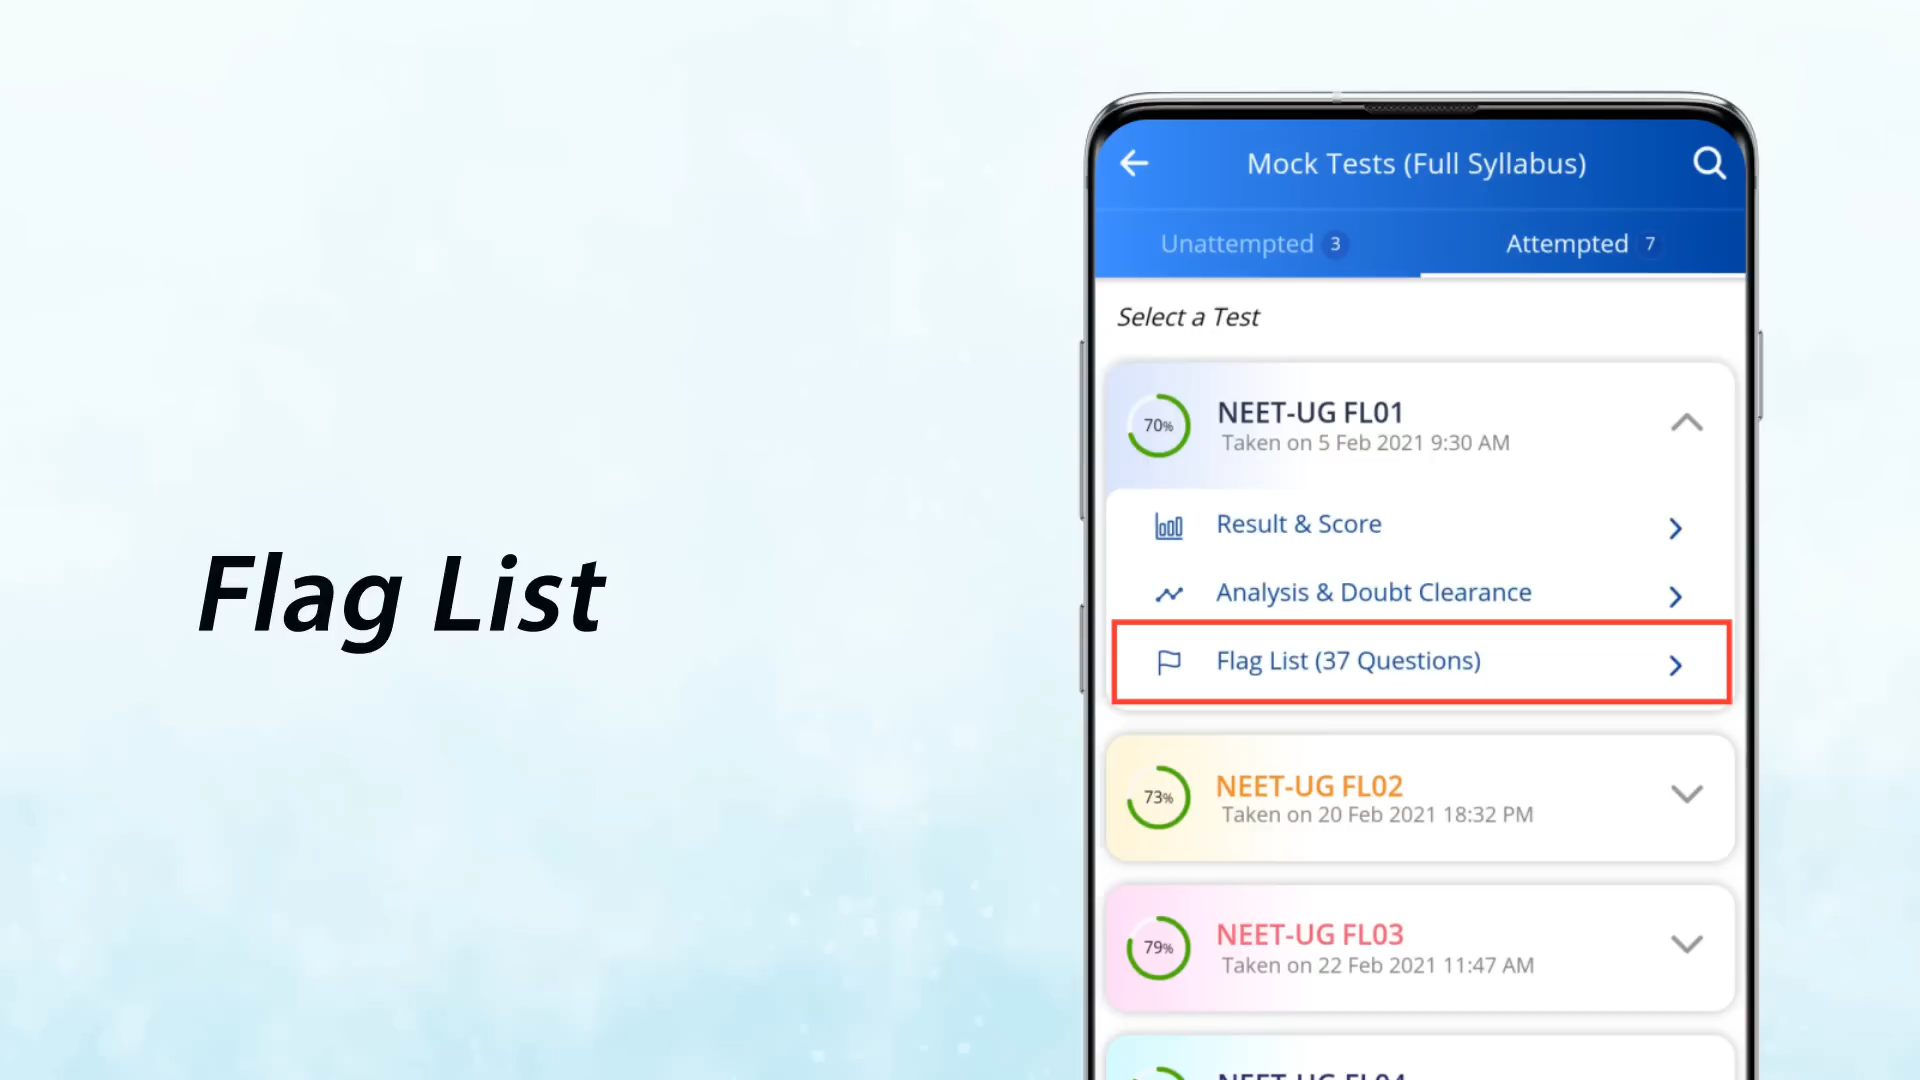 Flag List
Mock Tests (Full Syllabus)
Unattempted 3
Attempted 7
Select a Test
70%
NEET-UG FL01
Taken on 5 Feb 2021 9:30 AM
Result & Score
Analysis & Doubt Clearance
Flag List (37 Questions)
73%
NEET-UG FL02
Taken on 20 Feb 2021 18:32 PM
79%
NEET-UG FL03
Taken on 22 Feb 2021 11:47 AM
NEET-UG FL04